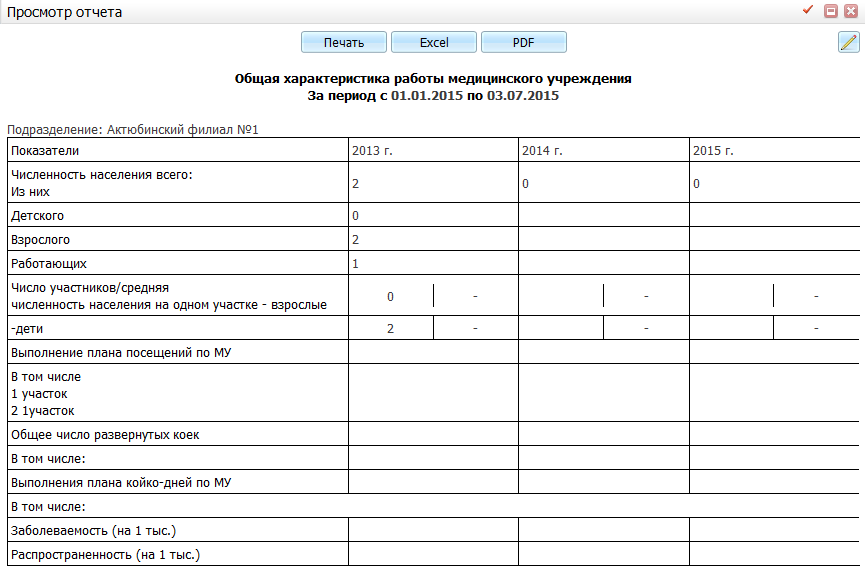 Просмотр отчета
Печать Excel PDF
Общая характеристика работы медицинского учреждения
За период с 01.01.2015 по 03.07.2015
Подразделение: Актюбинский филиал №1
Показатели 2013 г. 2014 г. 2015 г.
Численность населения всего:
Из них 2 0 0
Детского 0
Взрослого 2
Работающих 1
Число участников/средняя
численность населения на одном участке - взрослые 0 - - -
-дети 2 - - -
Выполнение плана посещений по МУ
В том числе
1 участок
2 1участок
Общее число развернутых коек
В том числе:
Выполнения плана койко-дней по МУ
В том числе:
Заболеваемость (на 1 тыс.)
Распространенность (на 1 тыс.)